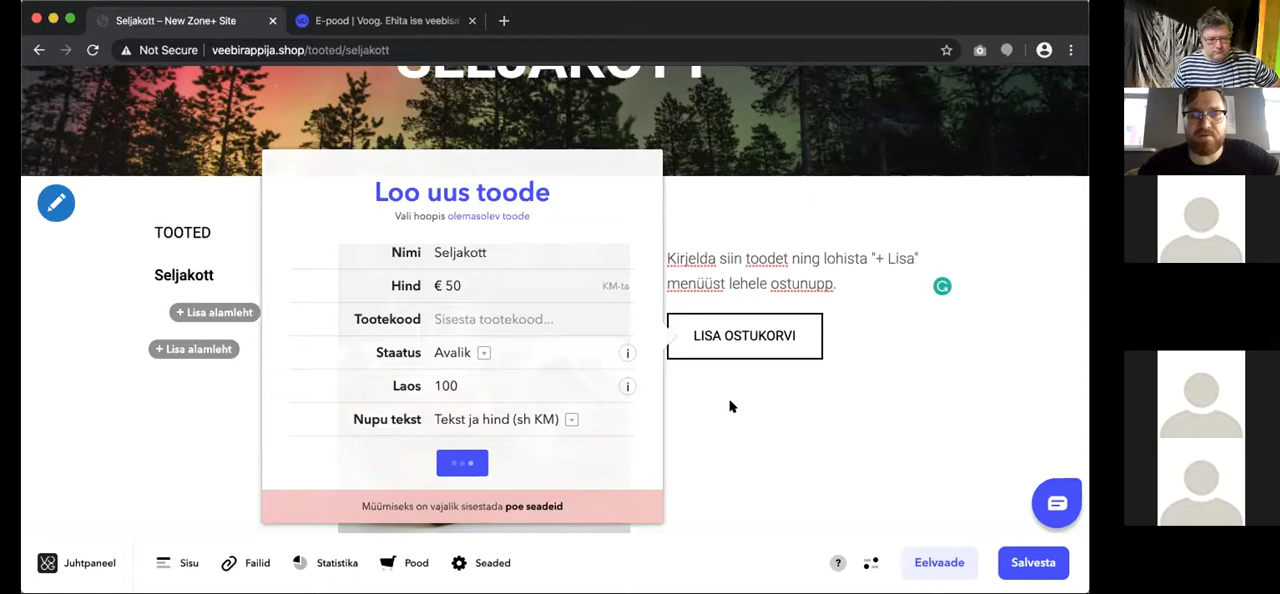 Seljakott – New Zone+ Site
E-pood | Voog. Ehita ise veebisa
Not Secure
veebirappija.shop/tooted/seljakott
SELJAKOTT
Loo uus toode
Vali hoopis olemasolev toode
Nimi Seljakott
Hind € 50 KM-ta
Tootekood Sisesta tootekood...
Staatus Avalik
Laos 100
Nupu tekst Tekst ja hind (sh KM)
Müümiseks on vajalik sisestada poe seadeid
TOOTED
Seljakott
+ Lisa alamleht
+ Lisa alamleht
Kirjelda siin toodet ning lohista "+ Lisa"
menüüst lehele ostunupp.
LISA OSTUKORVI
Juhtpaneel
Sisu
Failid
Statistika
Pood
Seaded
?
Eelvaade
Salvesta